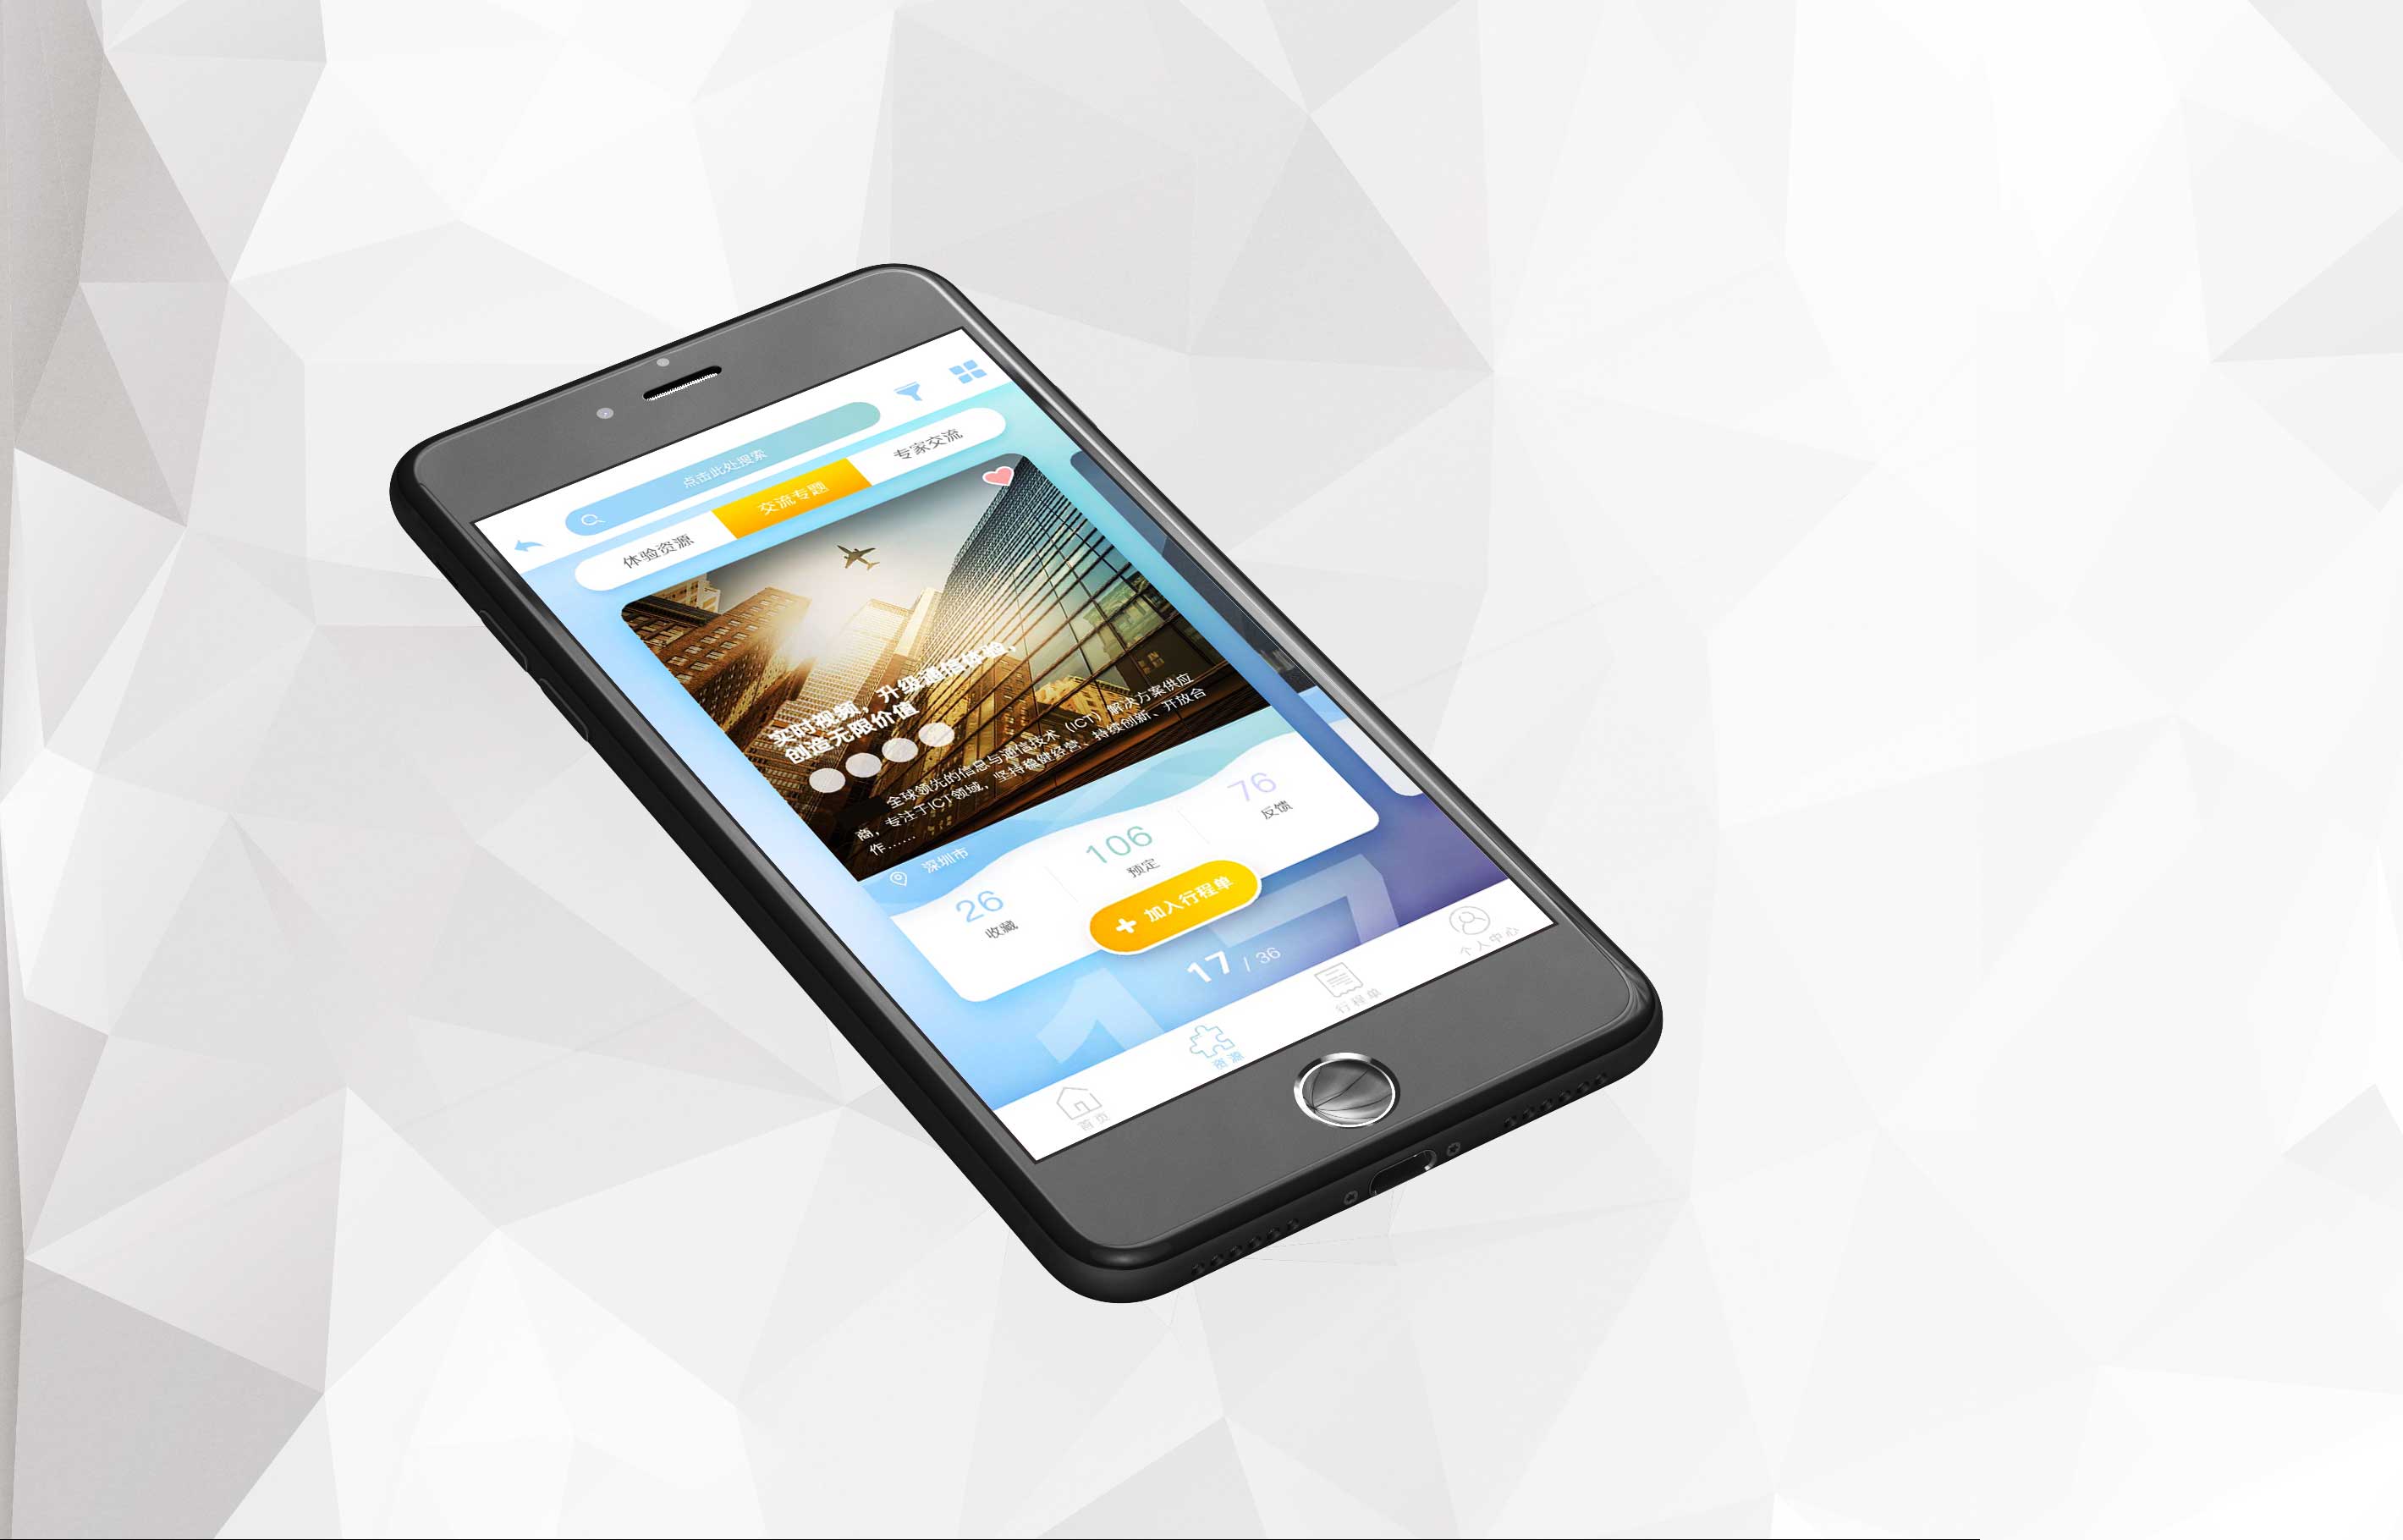 点击此处搜索
体验资源
交流专题
专家交流
实时视频，升级通信体验，
创造无限价值
全球领先的信息与通信技术（ICT）解决方案供应
商，专注于ICT领域，坚持稳健经营、持续创新、开放合
作……
深圳市
26
收藏
106
预定
76
反馈
+ 加入行程单
17 / 36
17
首页
资源
行程单
个人中心